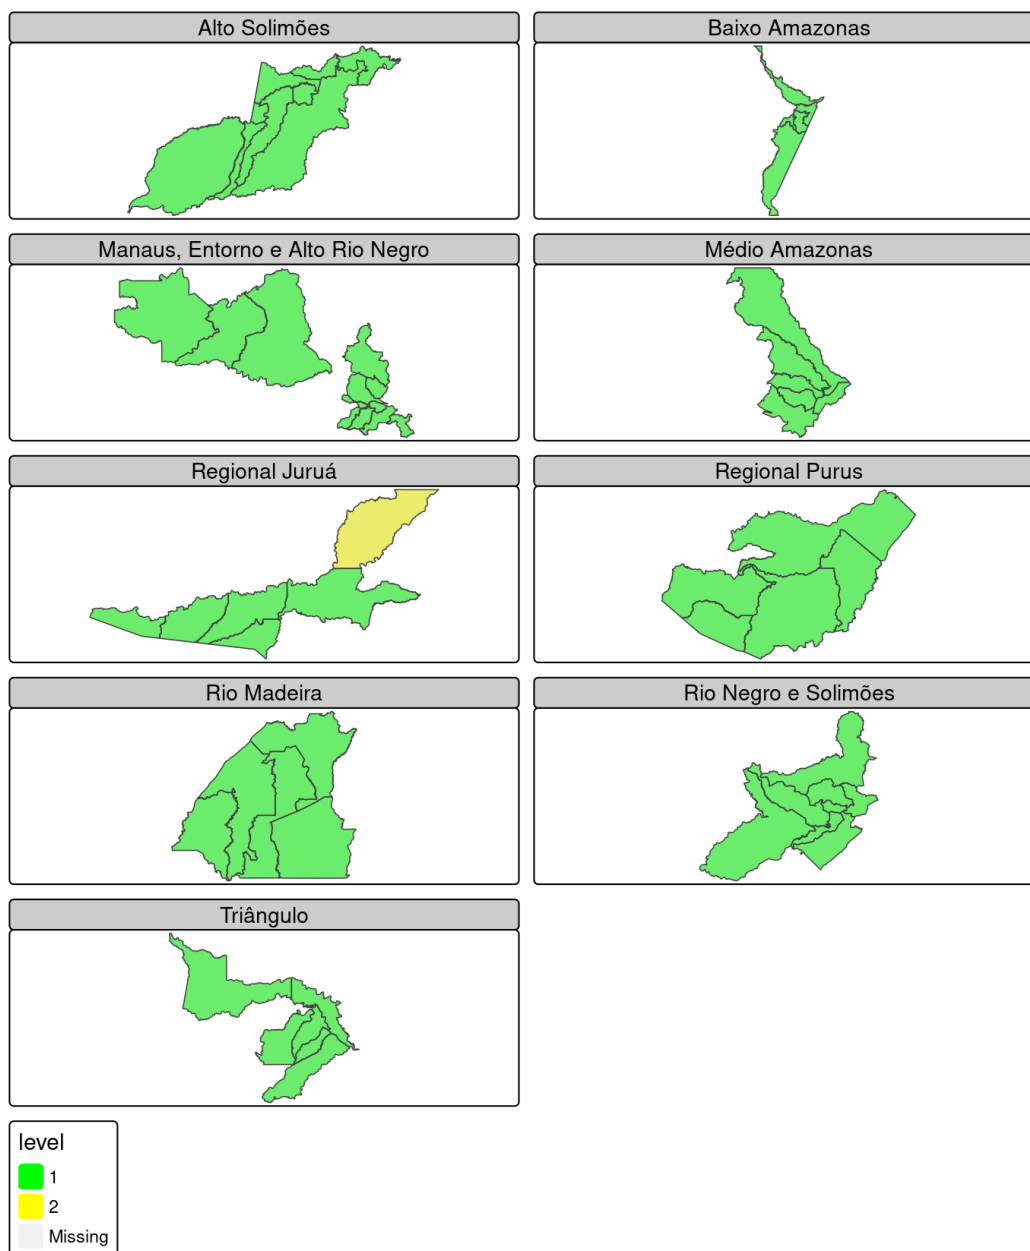 Alto Solimões
Baixo Amazonas
Manaus, Entorno e Alto Rio Negro
Médio Amazonas
Regional Juruá
Regional Purus
Rio Madeira
Rio Negro e Solimões
Triângulo
level
1
2
Missing